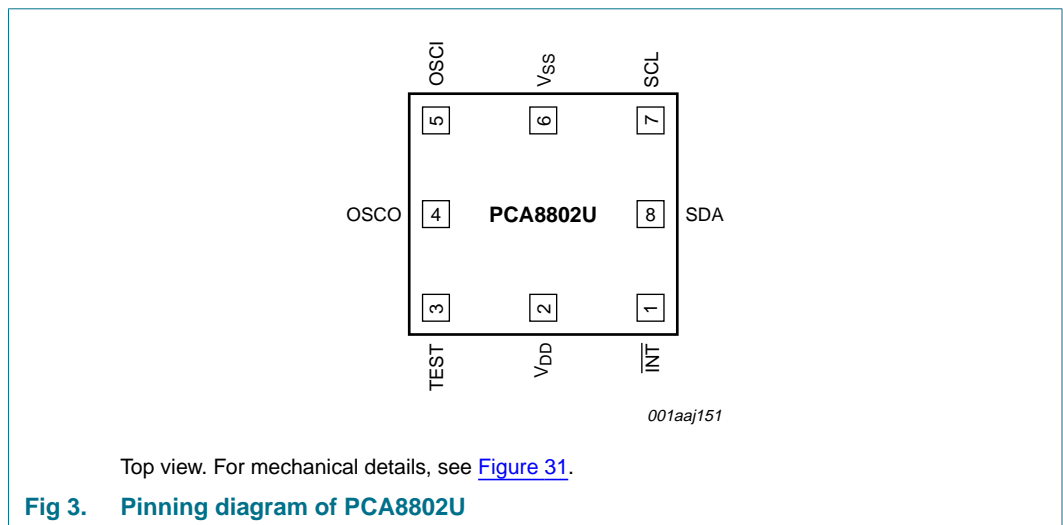 OSCI VSS SCL
5 6 7
OSCO 4 PCA8802U 8 SDA
3 2 1
TEST VDD INT
001aaj151
Top view. For mechanical details, see Figure 31.
Fig 3. Pinning diagram of PCA8802U